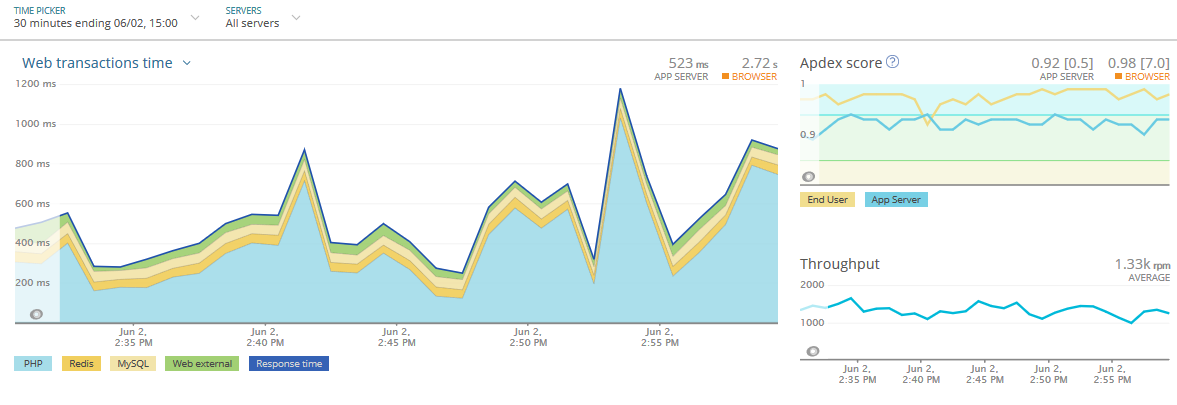 TIME PICKER
30 minutes ending 06/02, 15:00
SERVERS
All servers
Web transactions time
523 ms
APP SERVER
2.72 s
BROWSER
1200 ms
1000 ms
800 ms
600 ms
400 ms
200 ms
Jun 2,
2:35 PM
Jun 2,
2:40 PM
Jun 2,
2:45 PM
Jun 2,
2:50 PM
Jun 2,
2:55 PM
PHP
Redis
MySQL
Web external
Response time
Apdex score ?
0.92 [0.5]
APP SERVER
0.98 [7.0]
BROWSER
1
0.9
End User
App Server
Throughput
1.33k rpm
AVERAGE
2000
1000
Jun 2,
2:35 PM
Jun 2,
2:40 PM
Jun 2,
2:45 PM
Jun 2,
2:50 PM
Jun 2,
2:55 PM